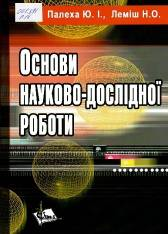 Палеха Ю. І., Леміш Н.О.
ОСНОВИ
НАУКОВО-ДОСЛІДНОЇ
РОБОТИ